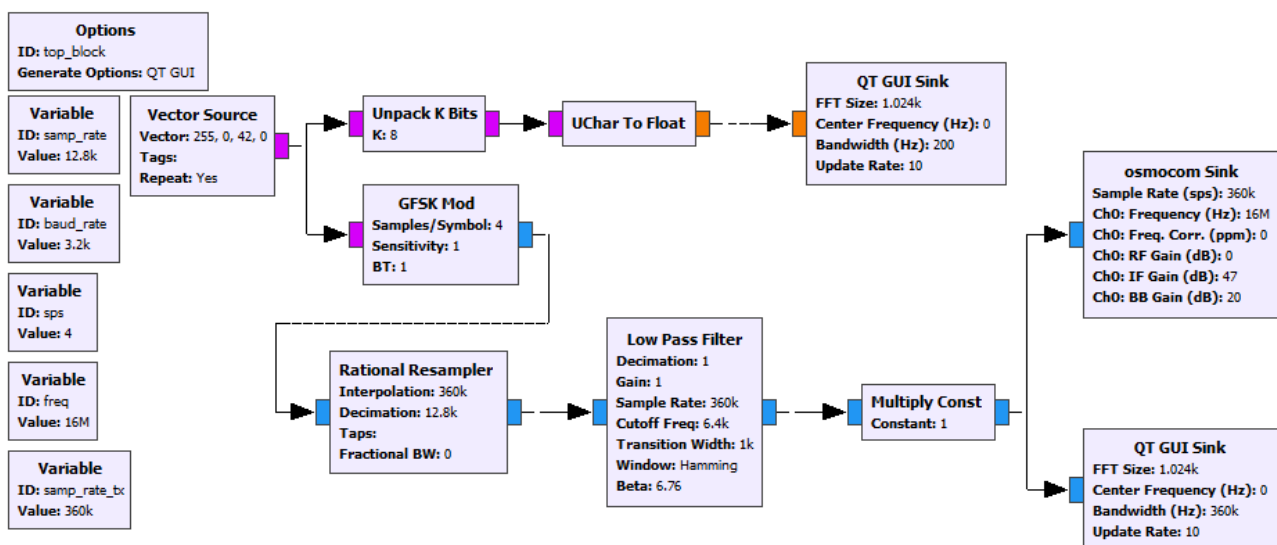 Options
ID: top_block
Generate Options: QT GUI
Variable
ID: samp_rate
Value: 12.8k
Vector Source
Vector: 255, 0, 42, 0
Tags:
Repeat: Yes
Unpack K Bits
K: 8
UChar To Float
QT GUI Sink
FFT Size: 1.024k
Center Frequency (Hz): 0
Bandwidth (Hz): 200
Update Rate: 10
Variable
ID: baud_rate
Value: 3.2k
GFSK Mod
Samples/Symbol: 4
Sensitivity: 1
BT: 1
osmocom Sink
Sample Rate (sps): 360k
Ch0: Frequency (Hz): 16M
Ch0: Freq. Corr. (ppm): 0
Ch0: RF Gain (dB): 0
Ch0: IF Gain (dB): 47
Ch0: BB Gain (dB): 20
Variable
ID: sps
Value: 4
Variable
ID: freq
Value: 16M
Rational Resampler
Interpolation: 360k
Decimation: 12.8k
Taps:
Fractional BW: 0
Low Pass Filter
Decimation: 1
Gain: 1
Sample Rate: 360k
Cutoff Freq: 6.4k
Transition Width: 1k
Window: Hamming
Beta: 6.76
Multiply Const
Constant: 1
QT GUI Sink
FFT Size: 1.024k
Center Frequency (Hz): 0
Bandwidth (Hz): 360k
Update Rate: 10
Variable
ID: samp_rate_tx
Value: 360k